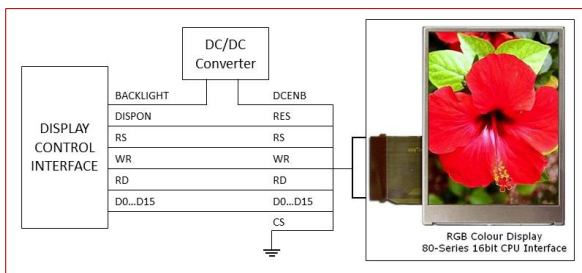 DC/DC
Converter
BACKLIGHT DCENB
DISPON RES
DISPLAY
CONTROL
INTERFACE
RS RS
WR WR
RD RD
D0...D15 D0...D15
CS
RGB Colour Display
80-Series 16bit CPU Interface